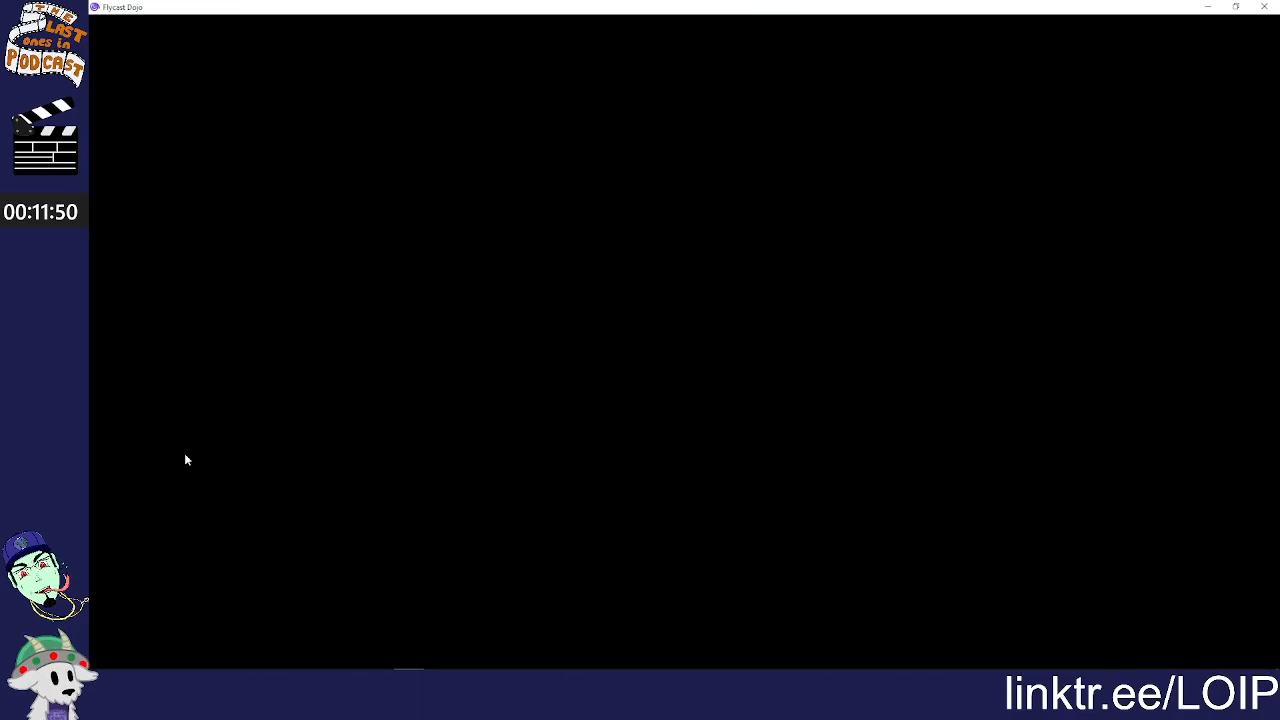 Flycast Dojo
THE
LAST
ones in
PODCAST
00:11:50
linktr.ee/LOIP